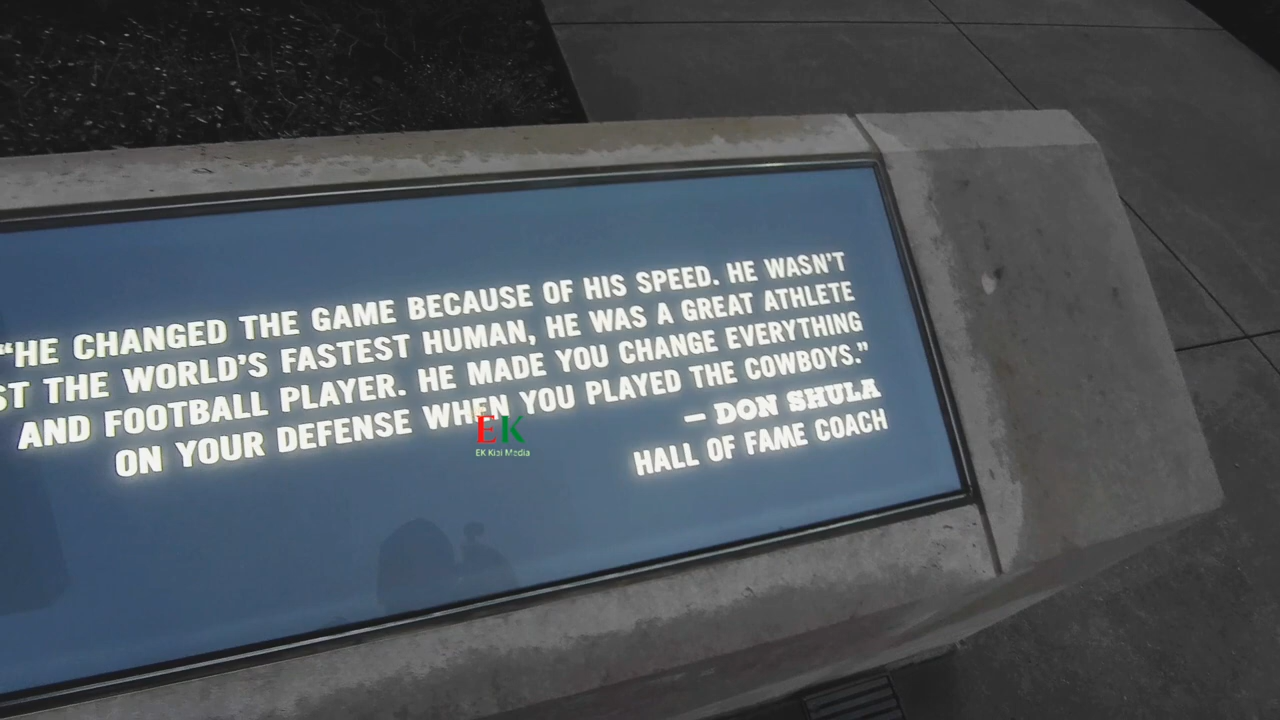 “HE CHANGED THE GAME BECAUSE OF HIS SPEED. HE WASN’T
ST THE WORLD’S FASTEST HUMAN, HE WAS A GREAT ATHLETE
AND FOOTBALL PLAYER. HE MADE YOU CHANGE EVERYTHING
ON YOUR DEFENSE WHEN YOU PLAYED THE COWBOYS.”
— DON SHULA
HALL OF FAME COACH
EK
EK Kizi Media